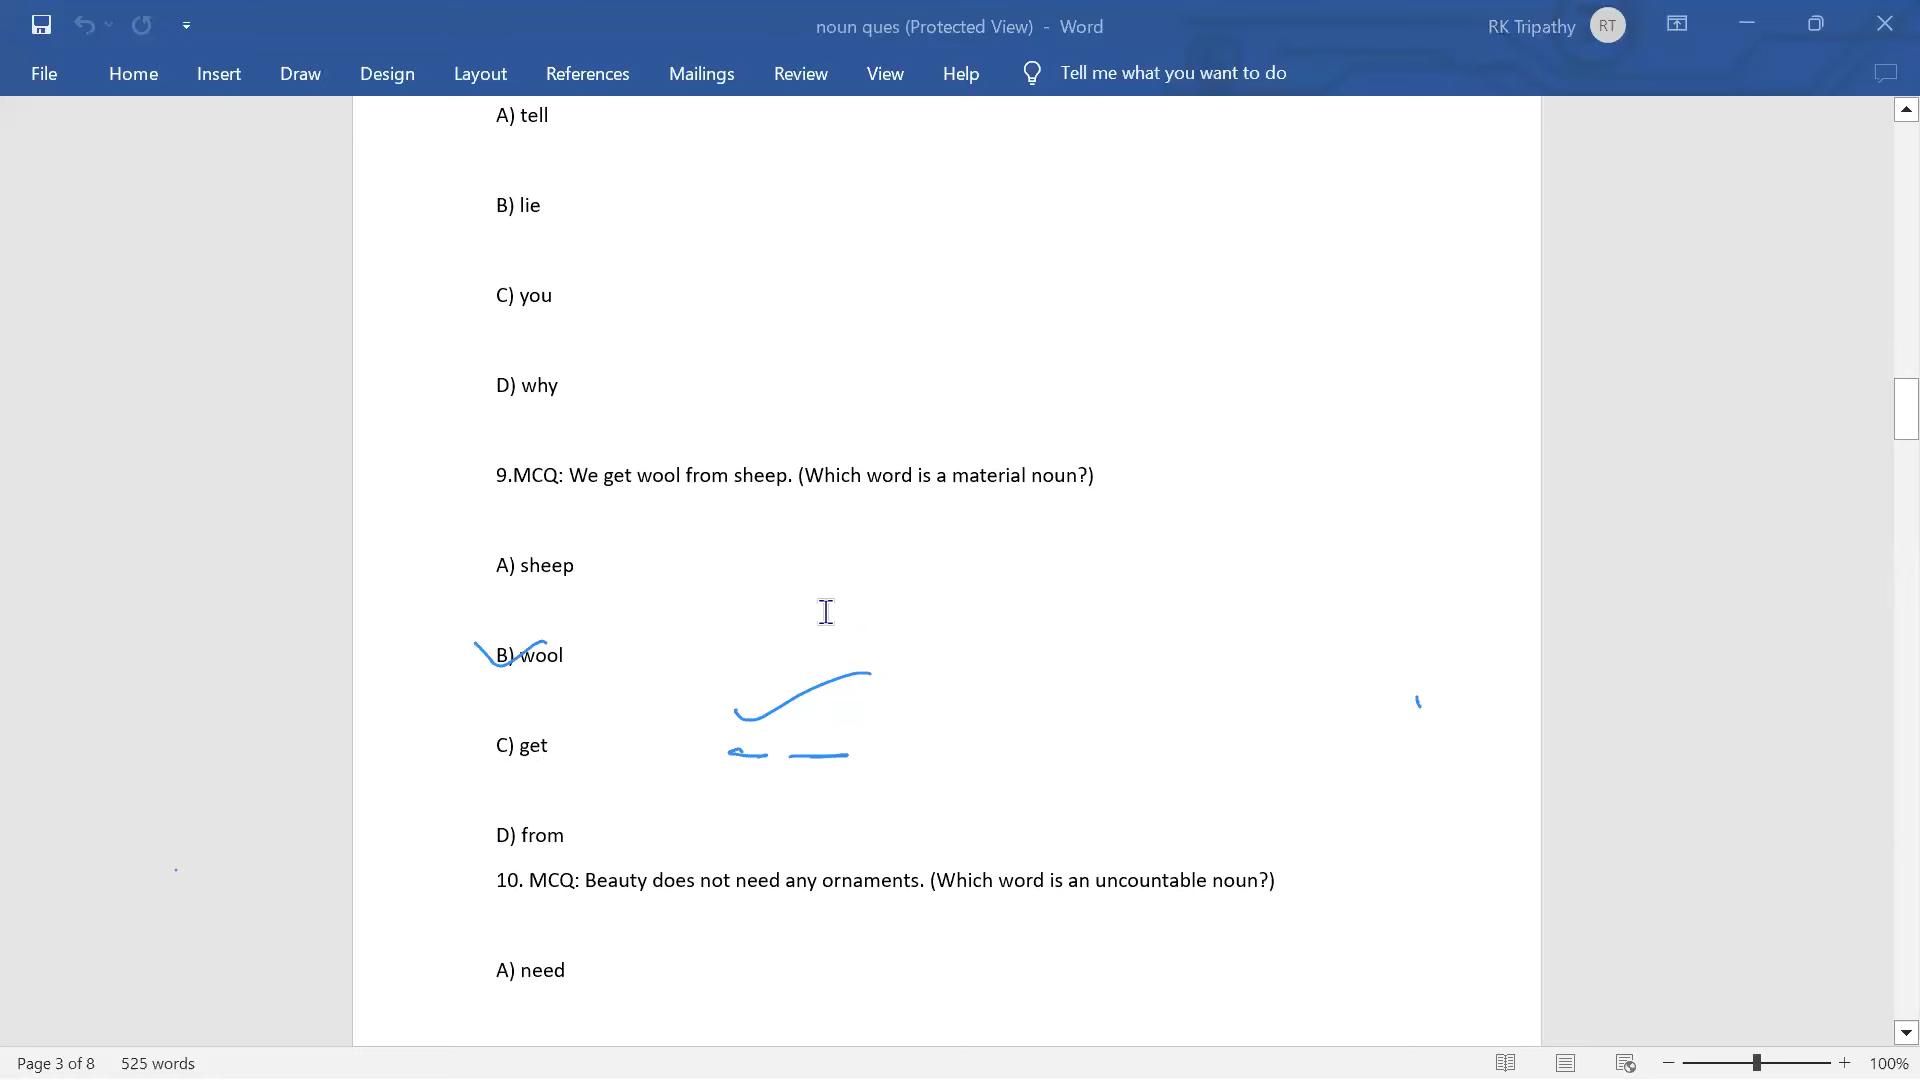 noun ques (Protected View) - Word
RK Tripathy RT
File Home Insert Draw Design Layout References Mailings Review View Help Tell me what you want to do
A) tell
B) lie
C) you
D) why
9.MCQ: We get wool from sheep. (Which word is a material noun?)
A) sheep
B) wool
C) get
D) from
10. MCQ: Beauty does not need any ornaments. (Which word is an uncountable noun?)
A) need
Page 3 of 8 525 words
100%